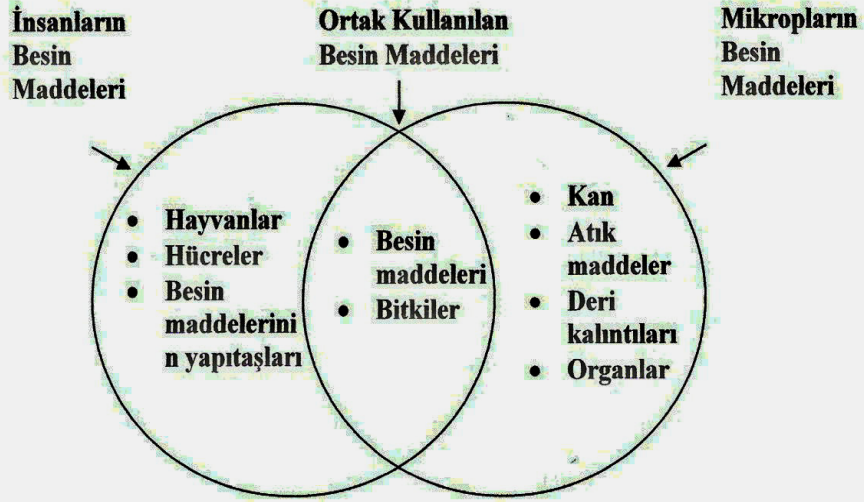 İnsanların
Besin
Maddeleri
Ortak Kullanılan
Besin Maddeleri
Mikropların
Besin
Maddeleri
• Hayvanlar
• Hücreler
• Besin
maddelerini
n yapıtaşları
• Besin
maddeleri
• Bitkiler
• Kan
• Atık
maddeler
• Deri
kalıntıları
• Organlar